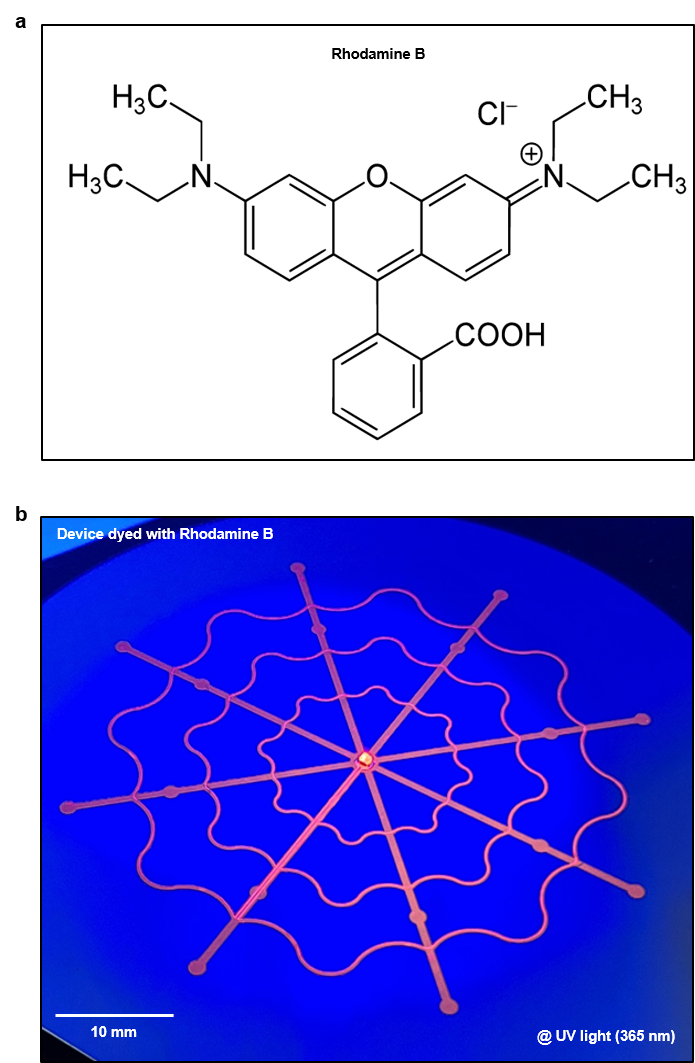 a
Rhodamine B
H₃C
Cl⁻
CH₃
H₃C
N
O
⊕
N
CH₃
COOH
b
Device dyed with Rhodamine B
10 mm
@ UV light (365 nm)